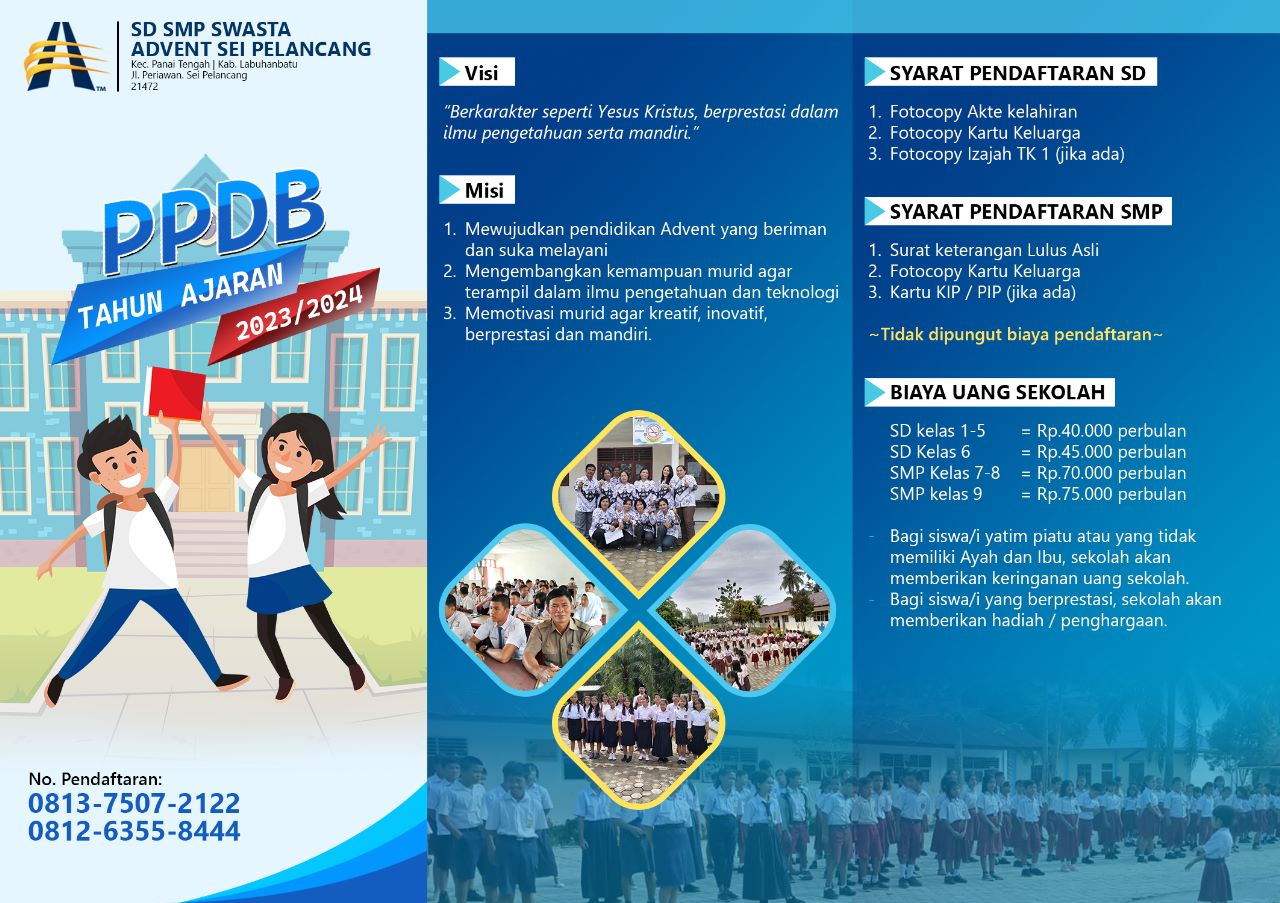 SD SMP SWASTA
ADVENT SEI PELANCANG
Kec. Panai Tengah | Kab. Labuhanbatu
Jl. Periawan. Sei Pelancang
21472
TM
PPDB
TAHUN AJARAN
2023/2024
No. Pendaftaran:
0813-7507-2122
0812-6355-8444
Visi
“Berkarakter seperti Yesus Kristus, berprestasi dalam
ilmu pengetahuan serta mandiri.”
Misi
1. Mewujudkan pendidikan Advent yang beriman
dan suka melayani
2. Mengembangkan kemampuan murid agar
terampil dalam ilmu pengetahuan dan teknologi
3. Memotivasi murid agar kreatif, inovatif,
berprestasi dan mandiri.
SYARAT PENDAFTARAN SD
1. Fotocopy Akte kelahiran
2. Fotocopy Kartu Keluarga
3. Fotocopy Izajah TK 1 (jika ada)
SYARAT PENDAFTARAN SMP
1. Surat keterangan Lulus Asli
2. Fotocopy Kartu Keluarga
3. Kartu KIP / PIP (jika ada)
~Tidak dipungut biaya pendaftaran~
BIAYA UANG SEKOLAH
SD kelas 1-5 = Rp.40.000 perbulan
SD Kelas 6 = Rp.45.000 perbulan
SMP Kelas 7-8 = Rp.70.000 perbulan
SMP kelas 9 = Rp.75.000 perbulan
- Bagi siswa/i yatim piatu atau yang tidak
memiliki Ayah dan Ibu, sekolah akan
memberikan keringanan uang sekolah.
- Bagi siswa/i yang berprestasi, sekolah akan
memberikan hadiah / penghargaan.